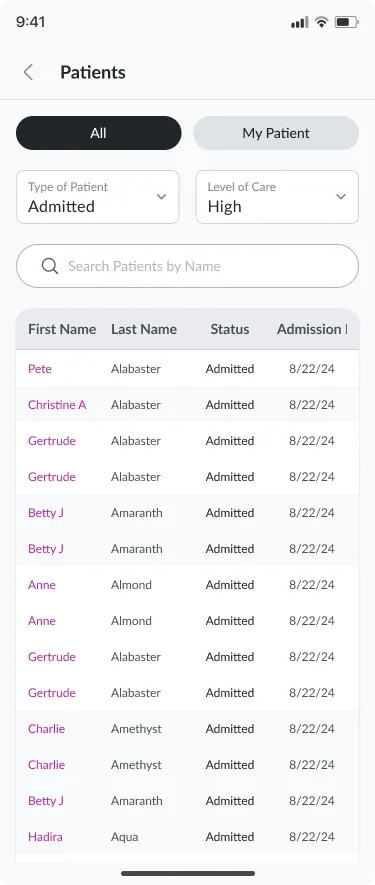 9:41
Patients
All My Patient
Type of Patient Level of Care
Admitted High
Search Patients by Name
First Name Last Name Status Admission
Pete Alabaster Admitted 8/22/24
Christine A Alabaster Admitted 8/22/24
Gertrude Alabaster Admitted 8/22/24
Gertrude Alabaster Admitted 8/22/24
Betty J Amaranth Admitted 8/22/24
Betty J Amaranth Admitted 8/22/24
Anne Almond Admitted 8/22/24
Anne Almond Admitted 8/22/24
Gertrude Alabaster Admitted 8/22/24
Gertrude Alabaster Admitted 8/22/24
Charlie Amethyst Admitted 8/22/24
Charlie Amethyst Admitted 8/22/24
Betty J Amaranth Admitted 8/22/24
Hadira Aqua Admitted 8/22/24